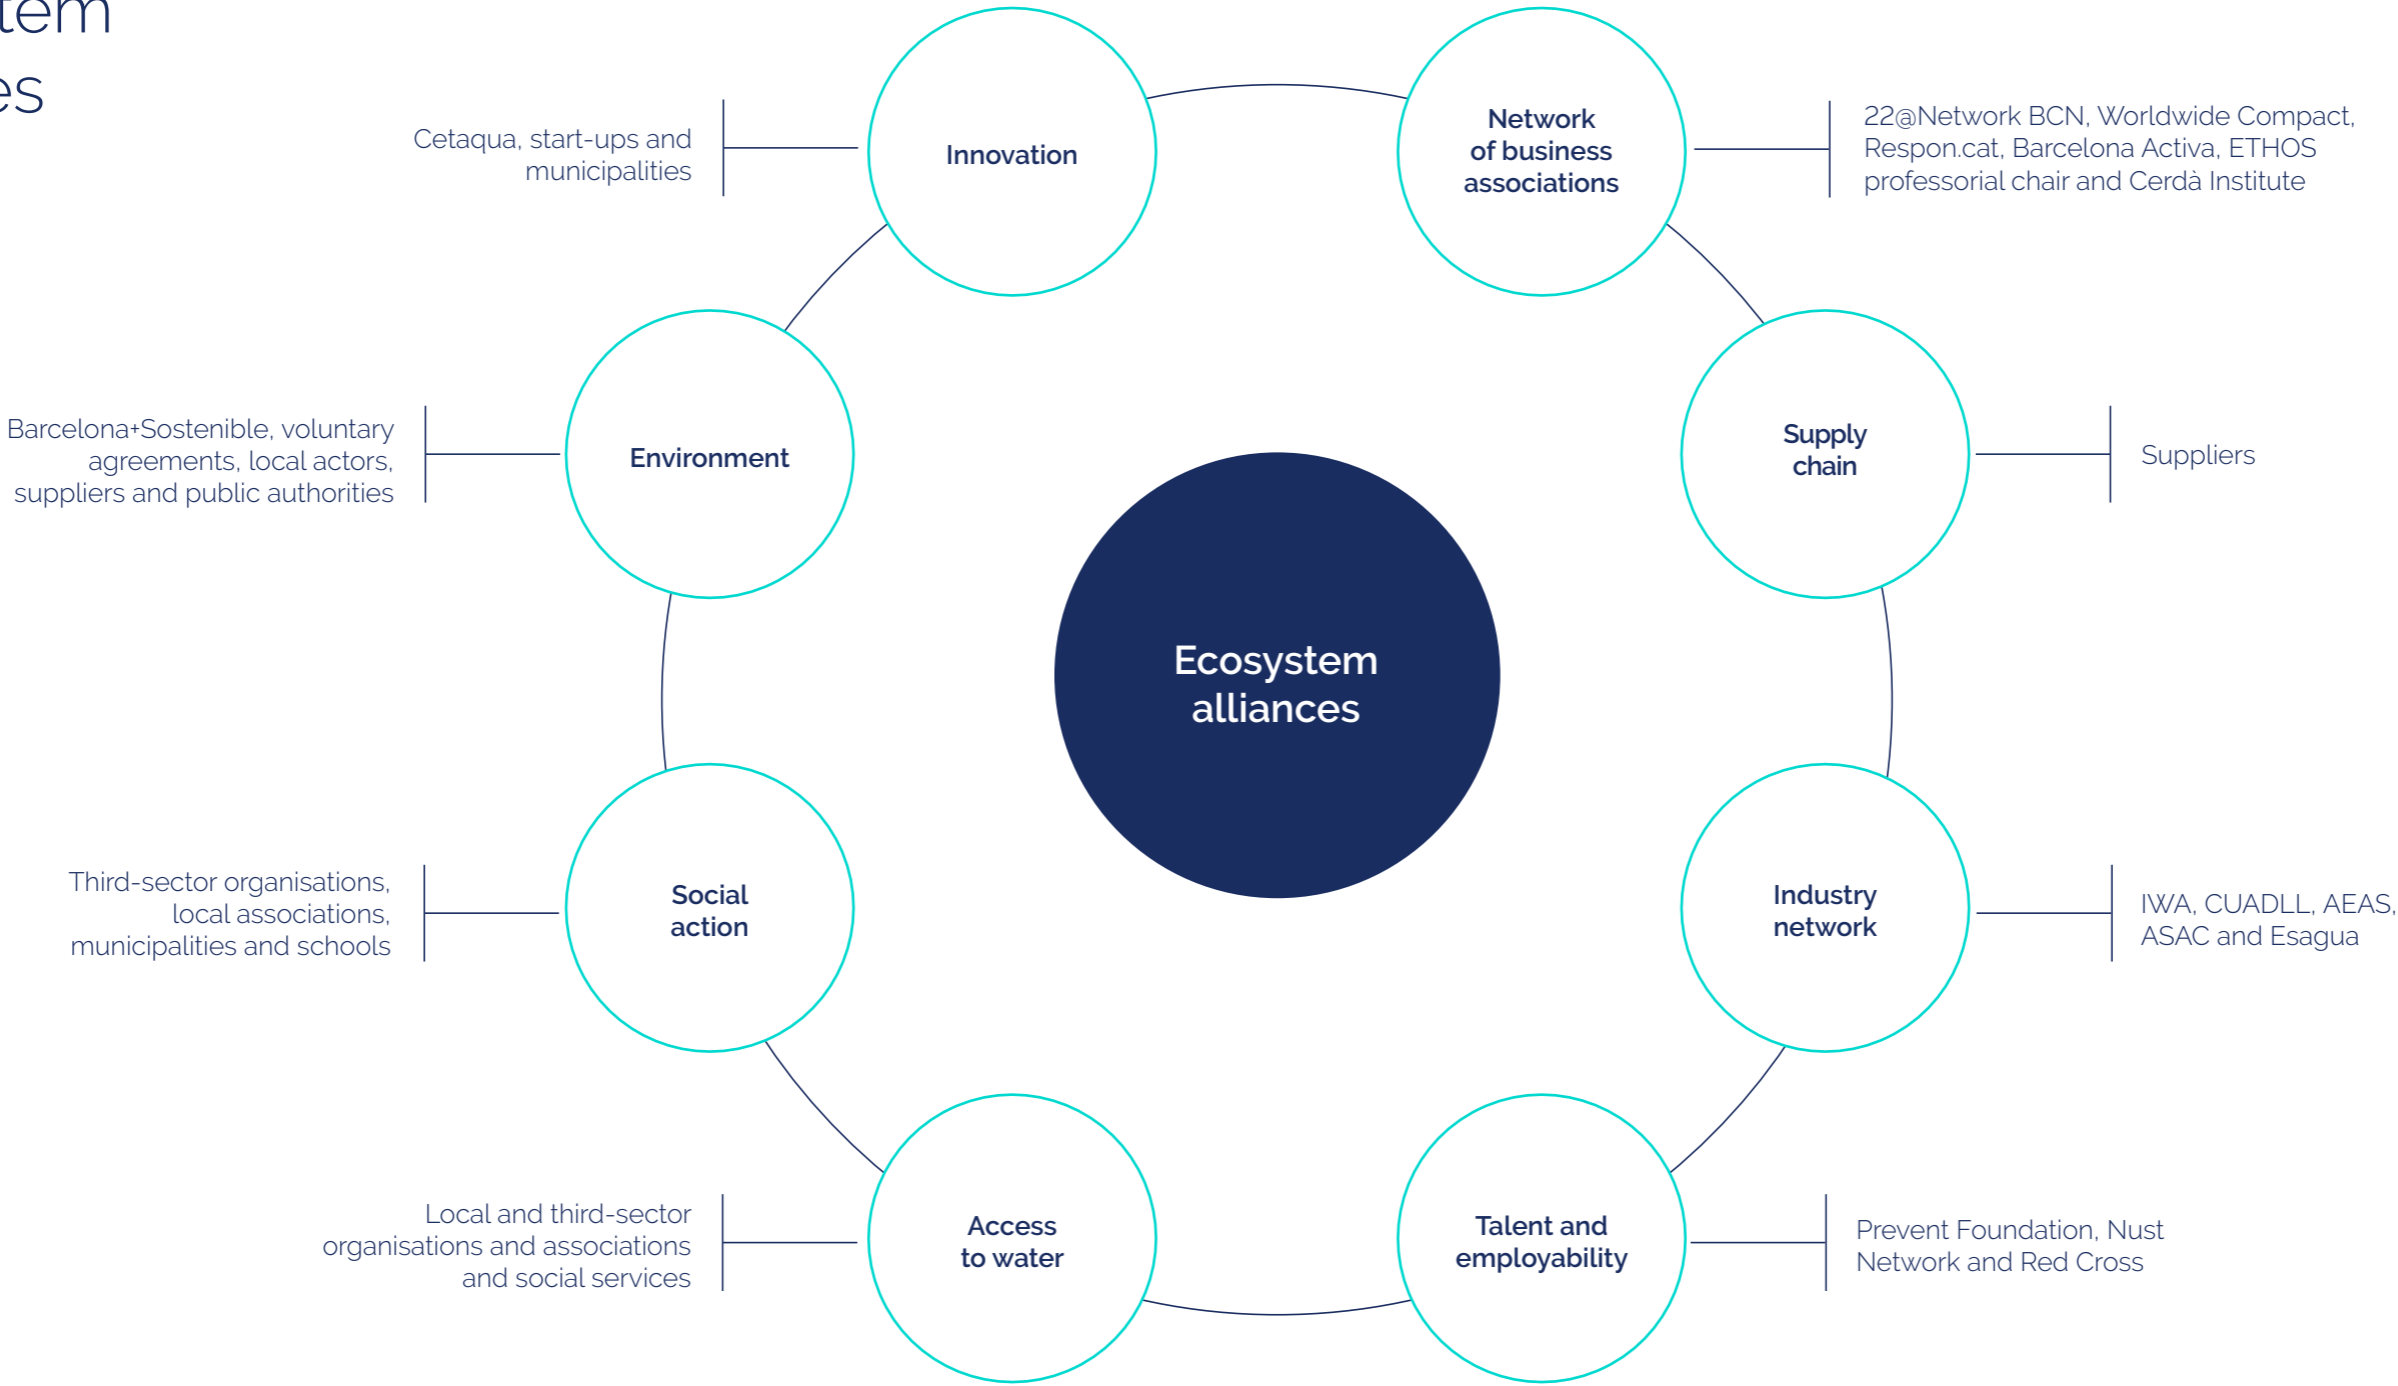 tem
es
Innovation
Cetaqua, start-ups and
municipalities
Network
of business
associations
22@Network BCN, Worldwide Compact,
Respon.cat, Barcelona Activa, ETHOS
professorial chair and Cerdà Institute
Environment
Barcelona+Sostenible, voluntary
agreements, local actors,
suppliers and public authorities
Supply
chain
Suppliers
Ecosystem
alliances
Social
action
Third-sector organisations,
local associations,
municipalities and schools
Industry
network
IWA, CUADLL, AEAS,
ASAC and Esagua
Access
to water
Local and third-sector
organisations and associations
and social services
Talent and
employability
Prevent Foundation, Nust
Network and Red Cross